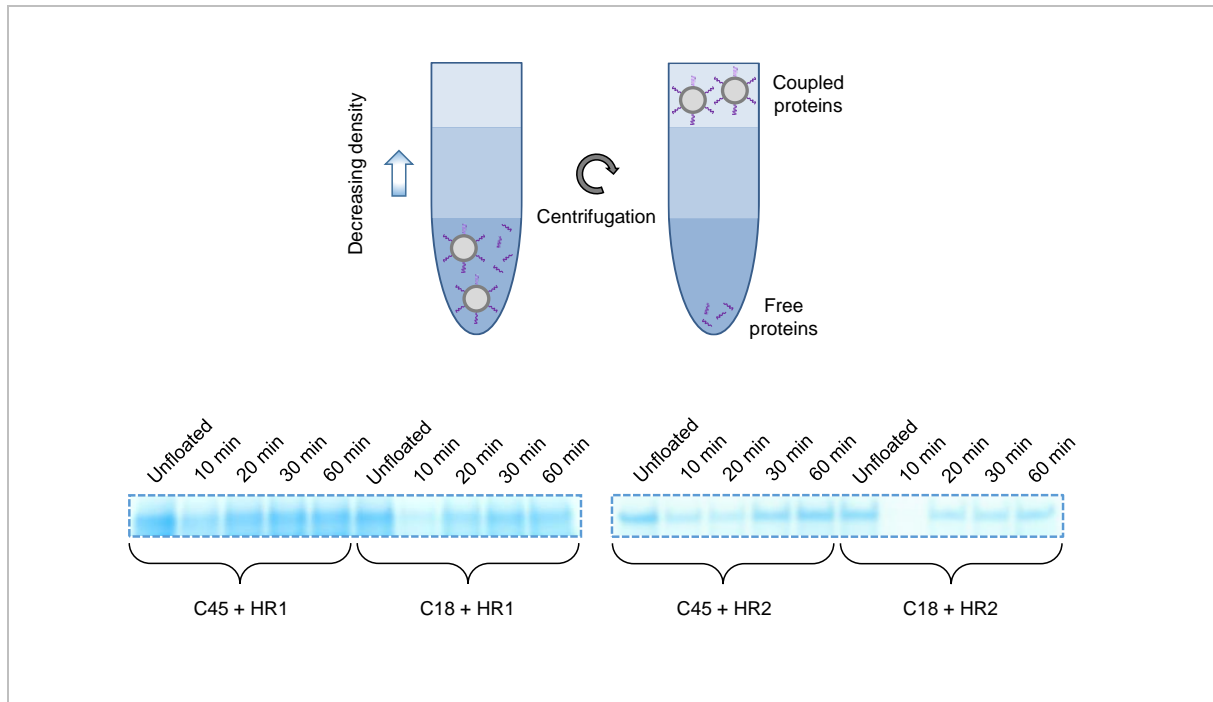 Decreasing density
Centrifugation
Coupled
proteins
Free
proteins
Unfloated
10 min
20 min
30 min
60 min
Unfloated
10 min
20 min
30 min
60 min
Unfloated
10 min
20 min
30 min
60 min
Unfloated
10 min
20 min
30 min
60 min
C45 + HR1
C18 + HR1
C45 + HR2
C18 + HR2